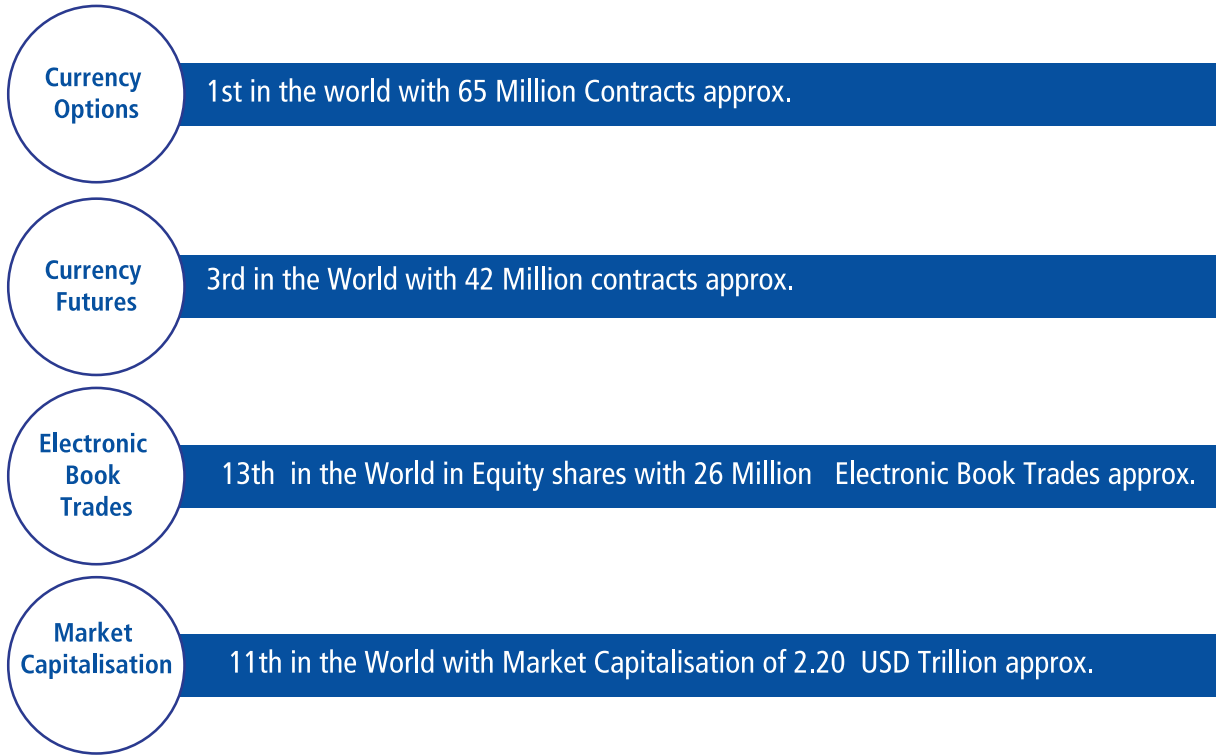 Currency
Options
1st in the world with 65 Million Contracts approx.
Currency
Futures
3rd in the World with 42 Million contracts approx.
Electronic
Book
Trades
13th in the World in Equity shares with 26 Million Electronic Book Trades approx.
Market
Capitalisation
11th in the World with Market Capitalisation of 2.20 USD Trillion approx.